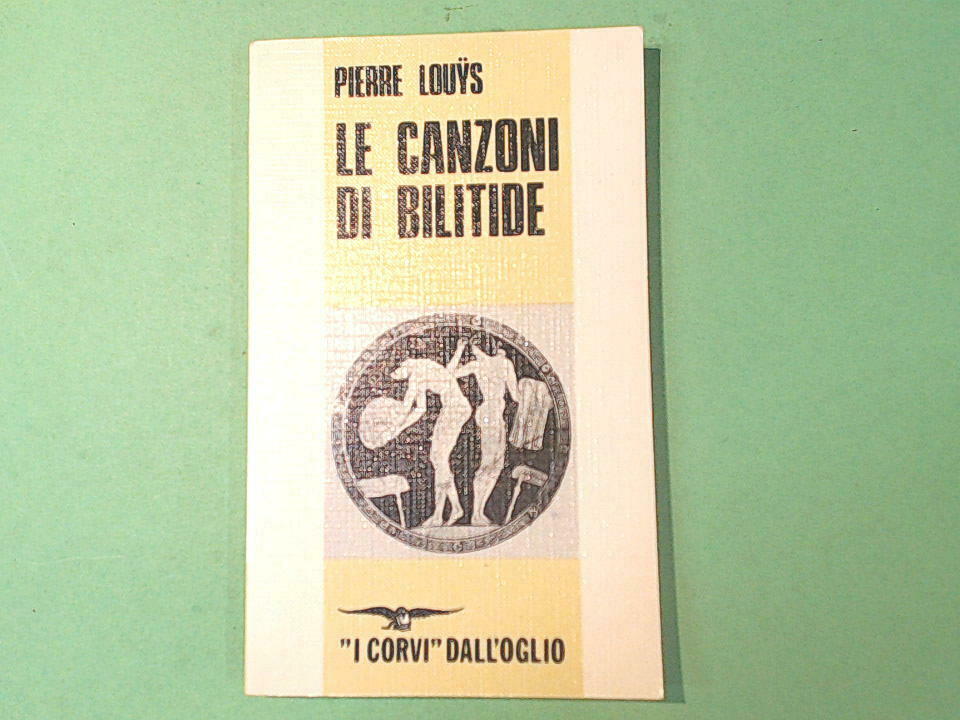 PIERRE LOUŸS
LE CANZONI
DI BILITIDE
"I CORVI" DALL'OGLIO